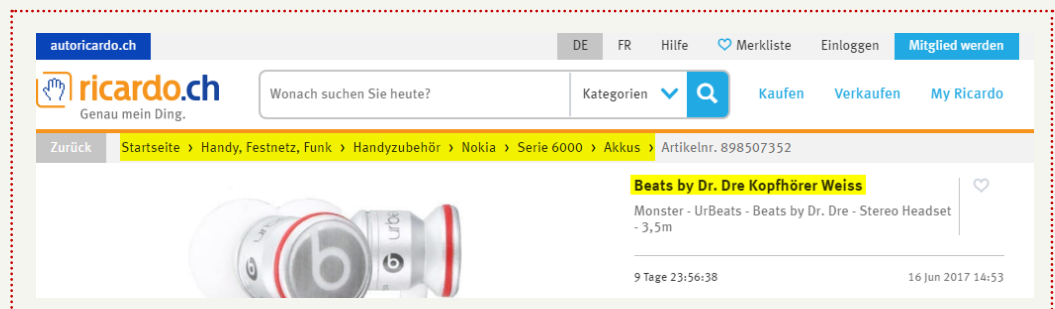 autoricardo.ch DE FR Hilfe Merkliste Einloggen Mitglied werden
ricardo.ch
Genau mein Ding.
Wonach suchen Sie heute? Kategorien Kaufen Verkaufen My Ricardo
Zurück Startseite › Handy, Festnetz, Funk › Handyzubehör › Nokia › Serie 6000 › Akkus › Artikelnr. 898507352
Beats by Dr. Dre Kopfhörer Weiss
Monster - UrBeats - Beats by Dr. Dre - Stereo Headset
- 3,5m
urbe
b
b
9 Tage 23:56:38 16 Jun 2017 14:53